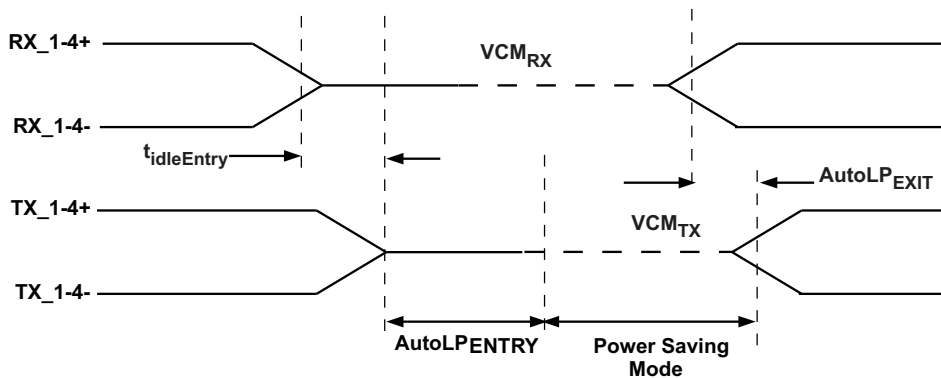 RX_1-4+
VCMRX
RX_1-4-
tidleEntry
AutoLPEXIT
TX_1-4+
VCMTX
TX_1-4-
AutoLPENTRY
Power Saving
Mode